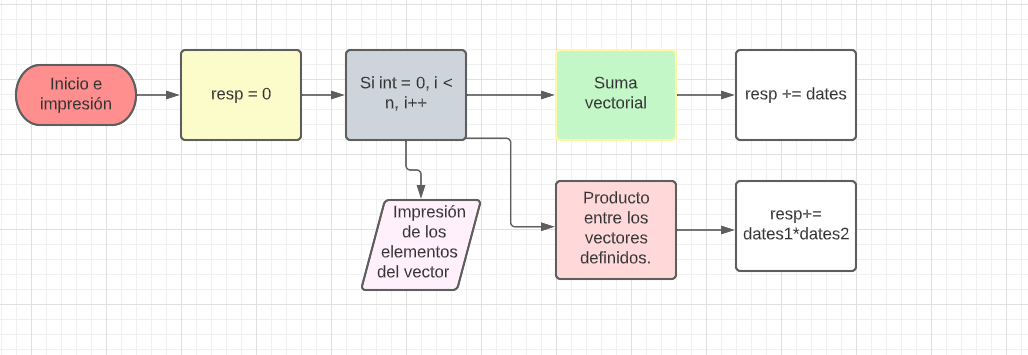 Inicio e
impresión
resp = 0
Si int = 0, i <
n, i++
Suma
vectorial
resp += dates
Impresión
de los
elementos
del vector
Producto
entre los
vectores
definidos.
resp+=
dates1*dates2